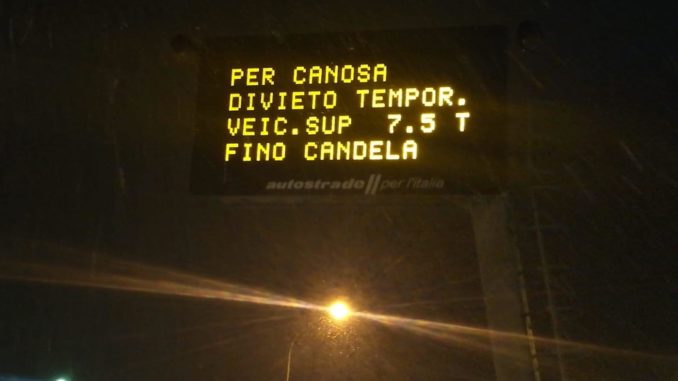 PER CANOSA
DIVIETO TEMPOR.
VEIC.SUP 7.5 T
FINO CANDELA
autostrade // per l'italia